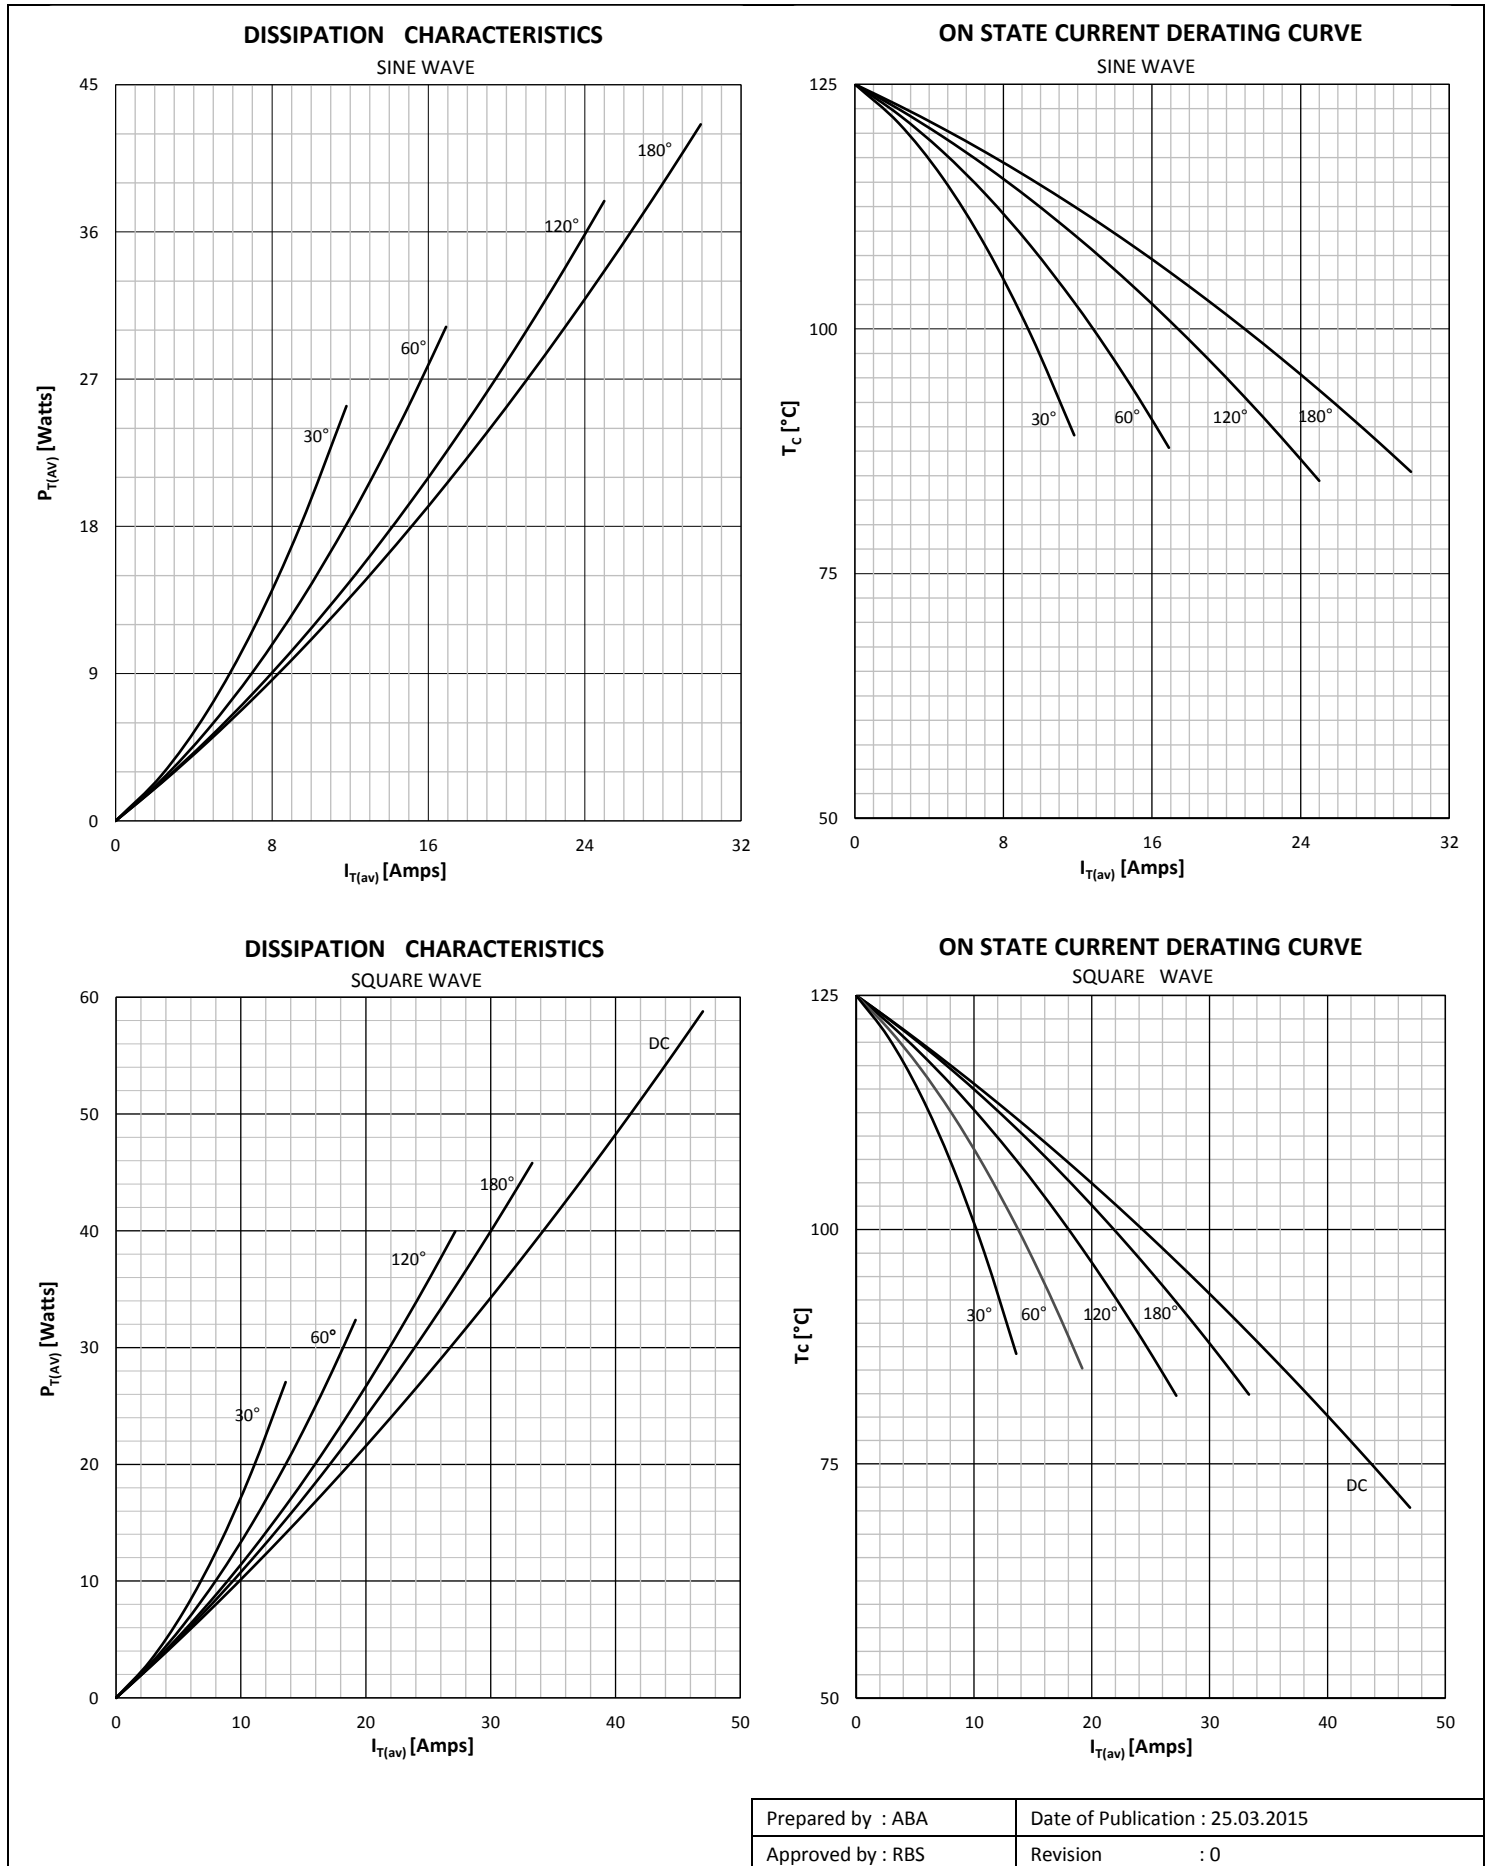 DISSIPATION CHARACTERISTICS
SINE WAVE
45
36
27
18
9
0
0 8 16 24 32
180°
120°
60°
30°
P_T(AV) [Watts]
I_T(av) [Amps]
ON STATE CURRENT DERATING CURVE
SINE WAVE
125
100
75
50
0 8 16 24 32
30° 60° 120° 180°
T_C [°C]
I_T(av) [Amps]
DISSIPATION CHARACTERISTICS
SQUARE WAVE
60
50
40
30
20
10
0
0 10 20 30 40 50
DC
180°
120°
60°
30°
P_T(AV) [Watts]
I_T(av) [Amps]
ON STATE CURRENT DERATING CURVE
SQUARE WAVE
125
100
75
50
0 10 20 30 40 50
30° 60° 120° 180°
DC
Tc [°C]
I_T(av) [Amps]
Prepared by : ABA Date of Publication : 25.03.2015
Approved by : RBS Revision : 0